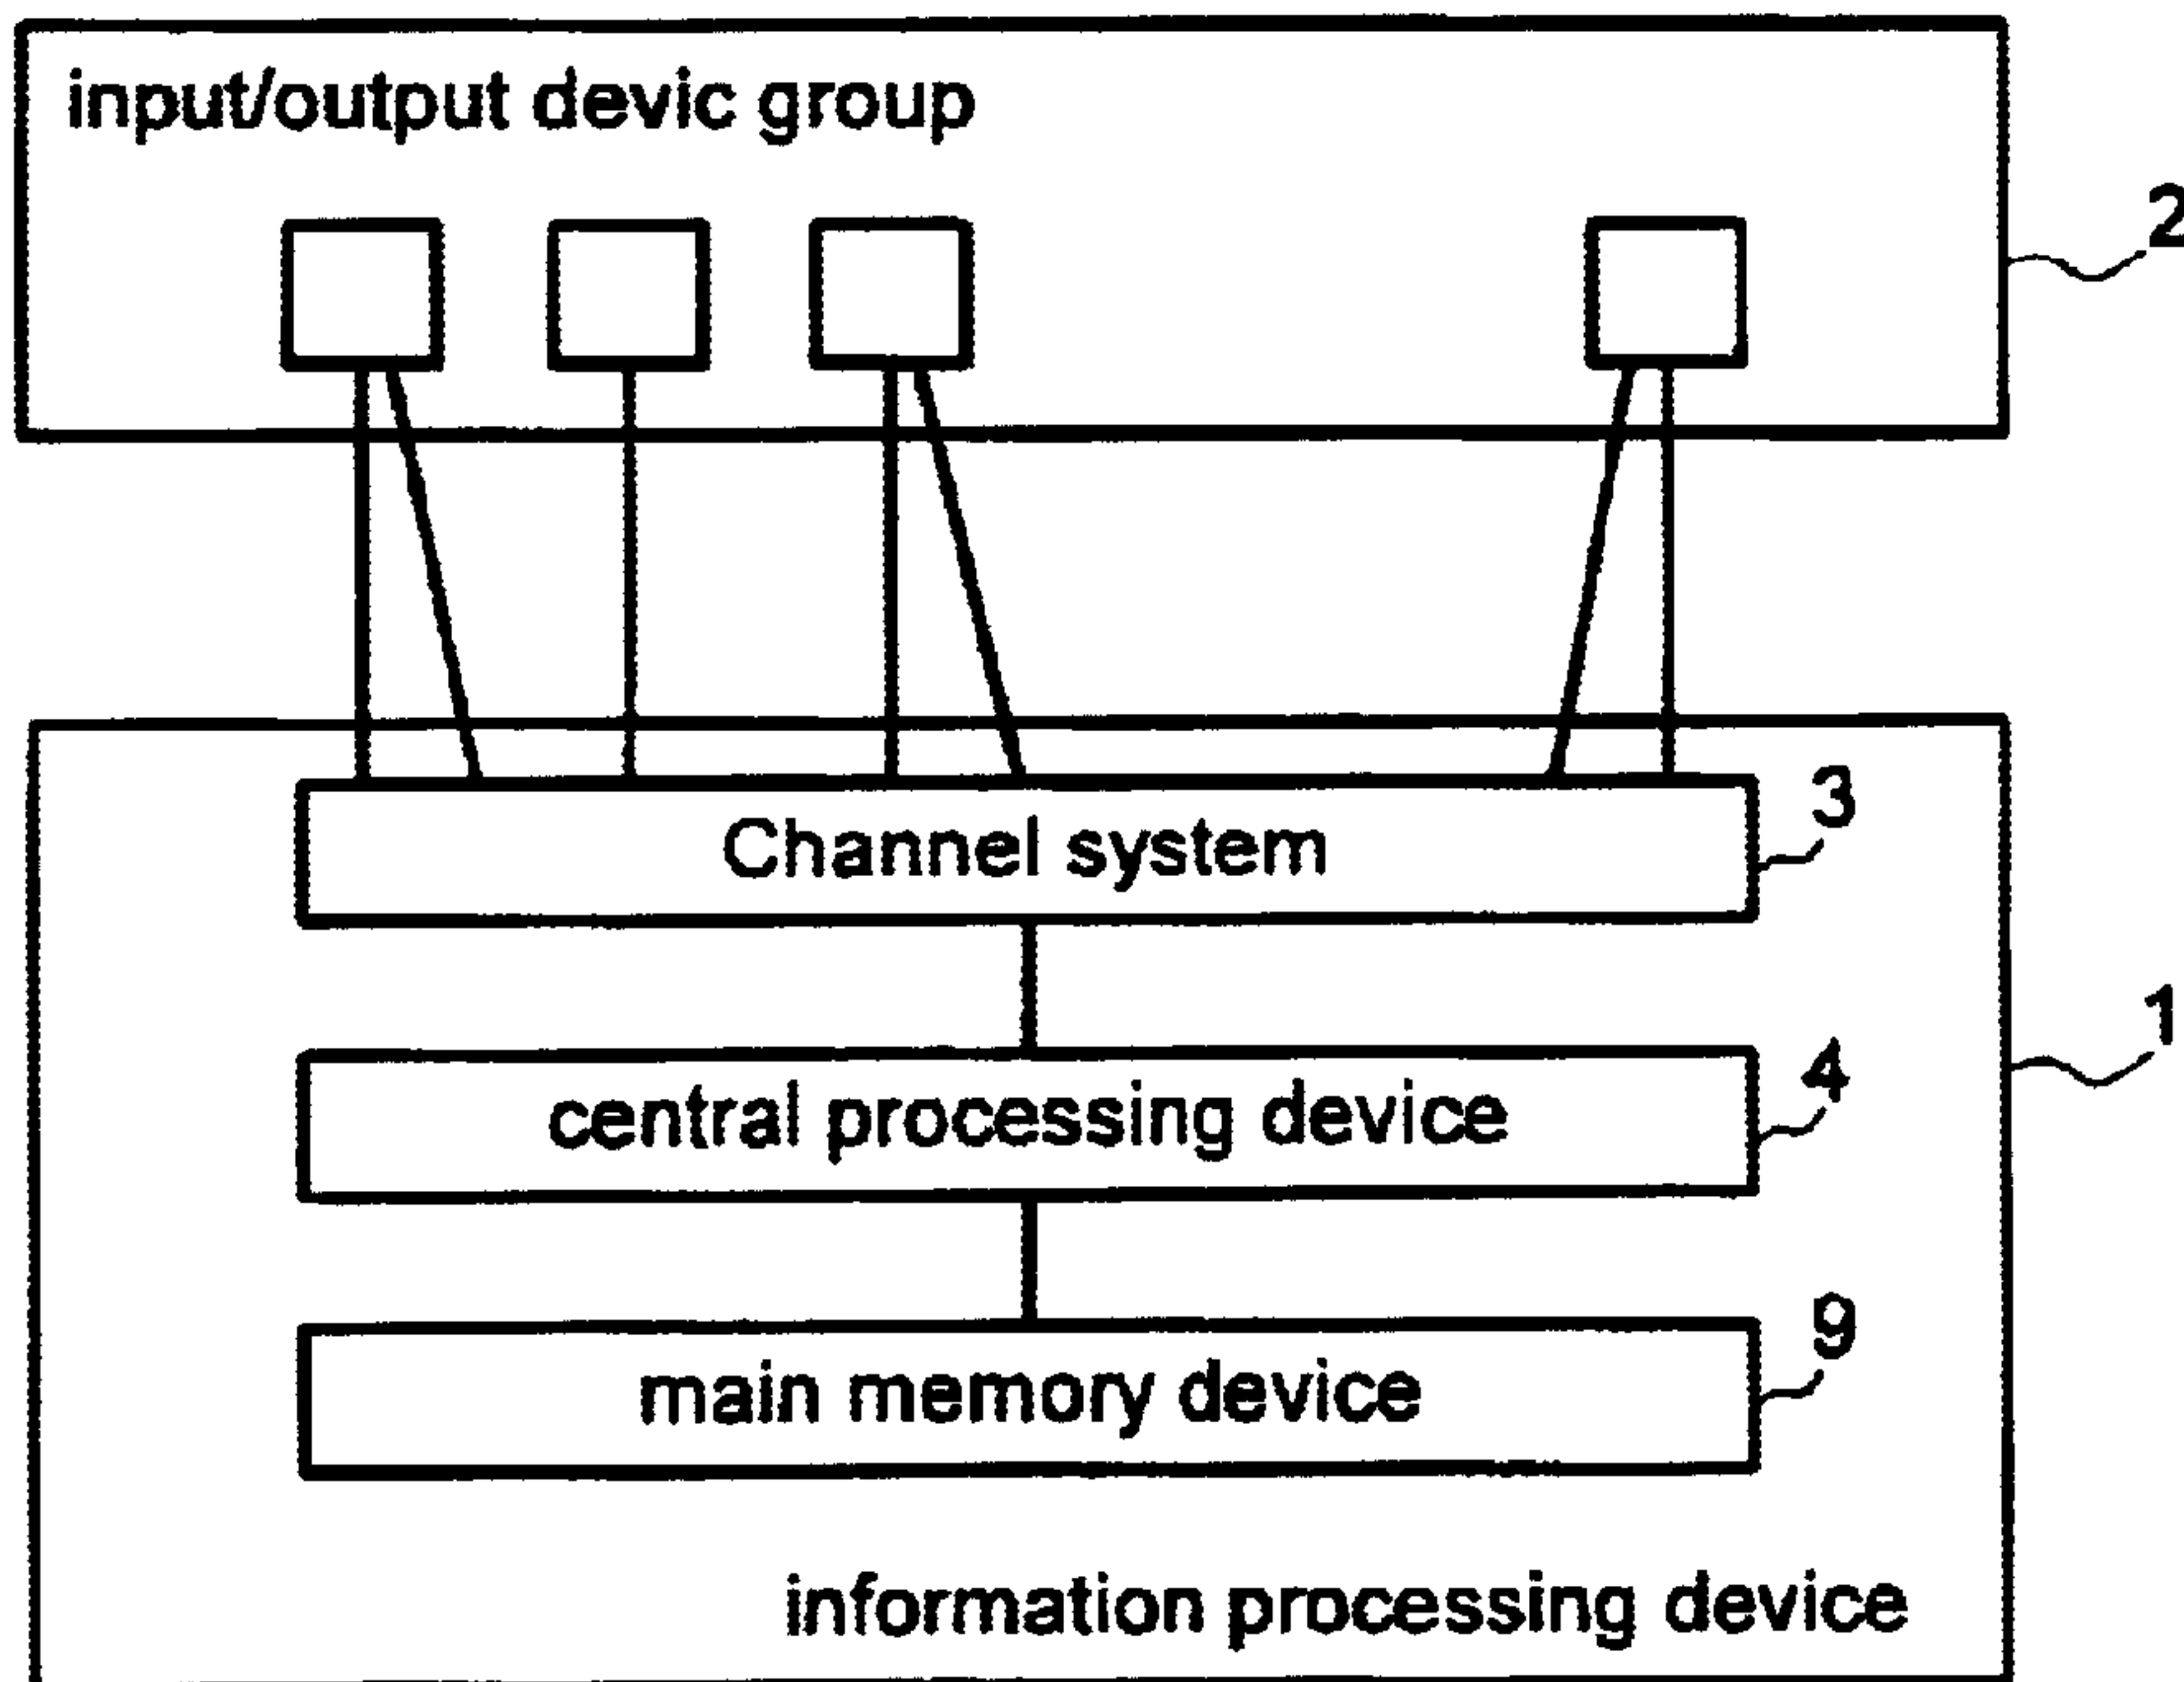 input/output devic group
2
Channel system
3
1
central processing device
4
main memory device
9
information processing device